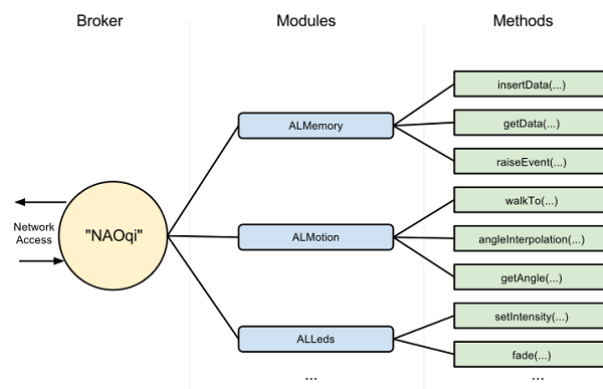 Broker
Modules
Methods
insertData(...)
ALMemory
getData(...)
raiseEvent(...)
walkTo(...)
Network
Access
"NAOqi"
ALMotion
angleInterpolation(...)
getAngle(...)
setIntensity(...)
ALLeds
fade(...)
...
...